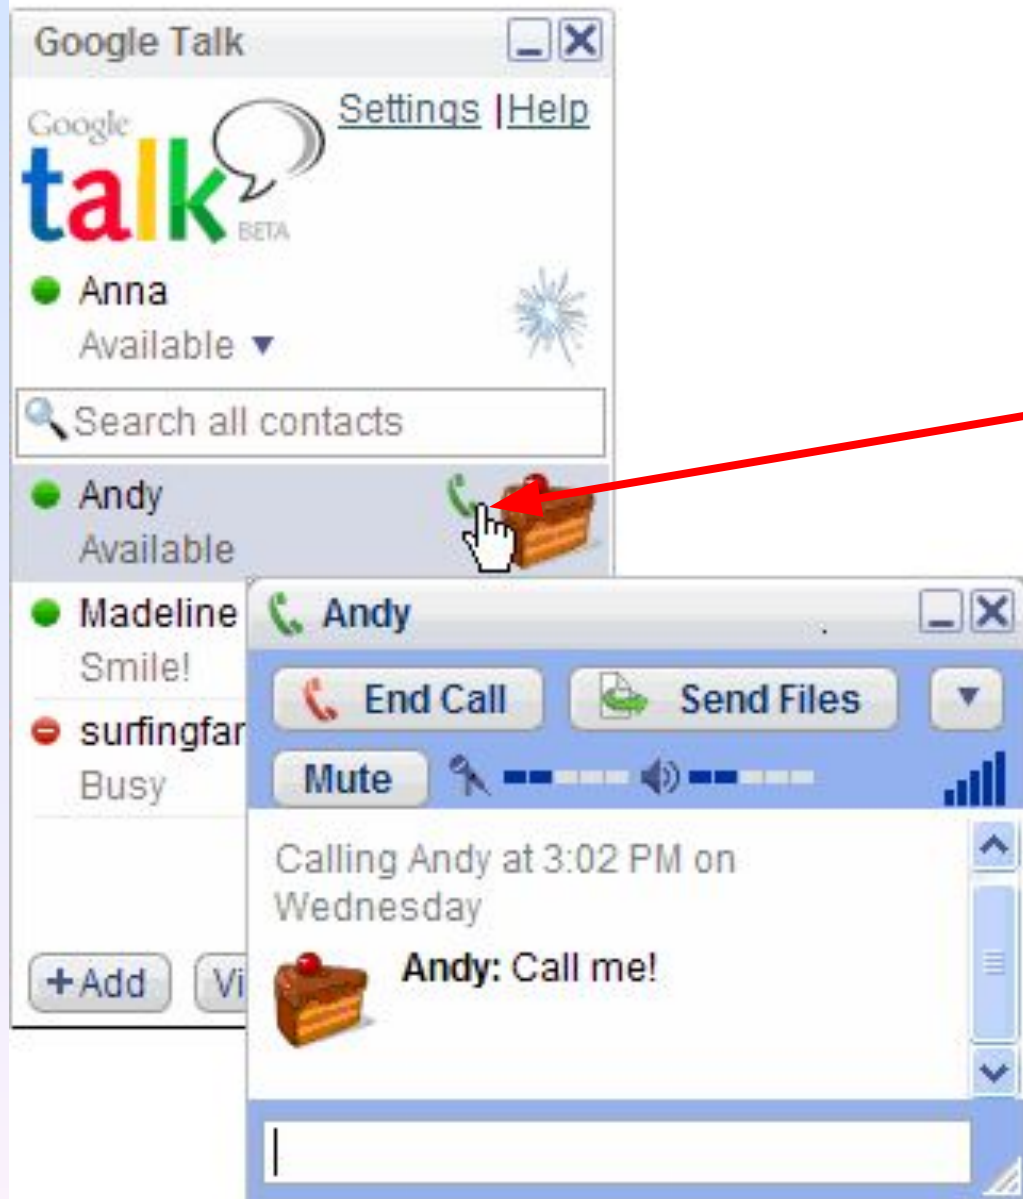 Google Talk
Settings | Help
Google
talk
BETA
Anna
Available
Search all contacts
Andy
Available
Madeline
Smile!
surfingfar
Busy
+Add Vi
Andy
End Call Send Files
Mute
Calling Andy at 3:02 PM on
Wednesday
Andy: Call me!